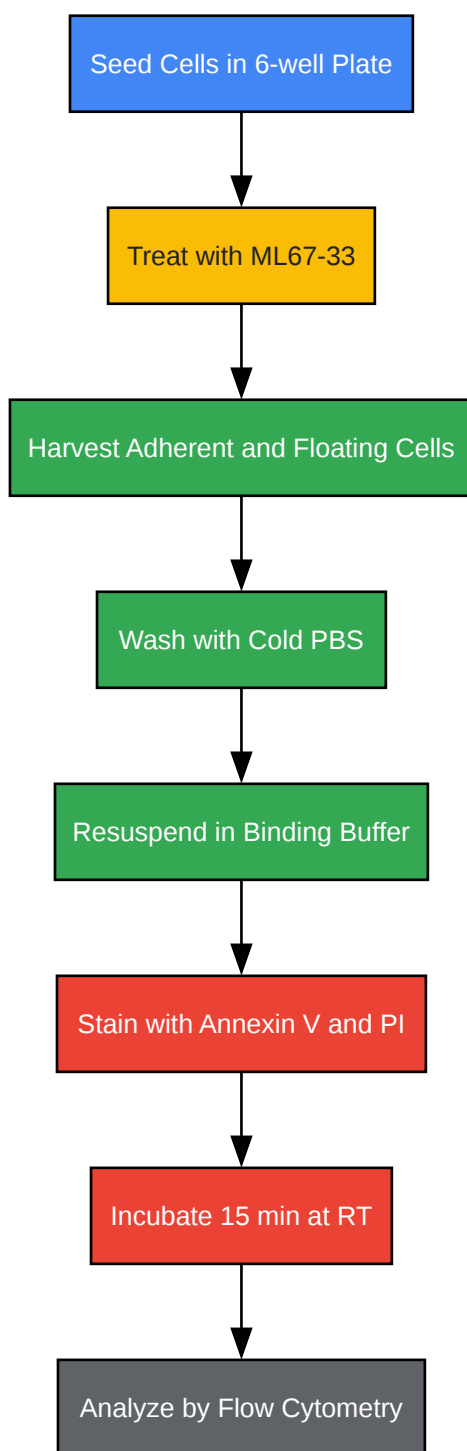 Seed Cells in 6-well Plate
Treat with ML67-33
Harvest Adherent and Floating Cells
Wash with Cold PBS
Resuspend in Binding Buffer
Stain with Annexin V and PI
Incubate 15 min at RT
Analyze by Flow Cytometry